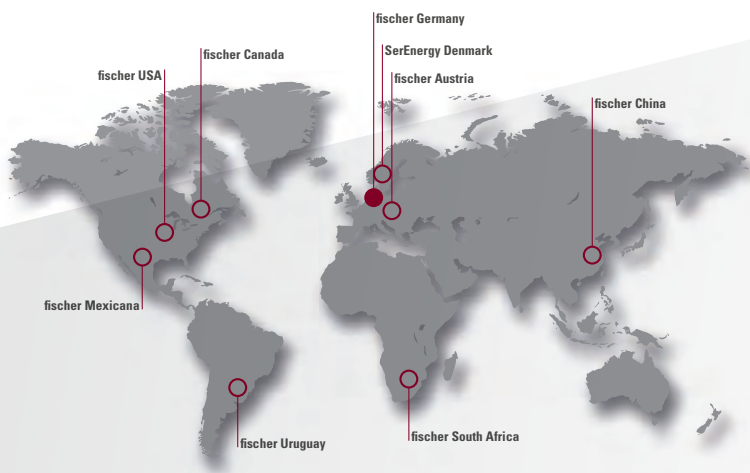 fischer Germany
SerEnergy Denmark
fischer Canada
fischer USA
fischer Austria
fischer China
fischer Mexicana
fischer Uruguay
fischer South Africa